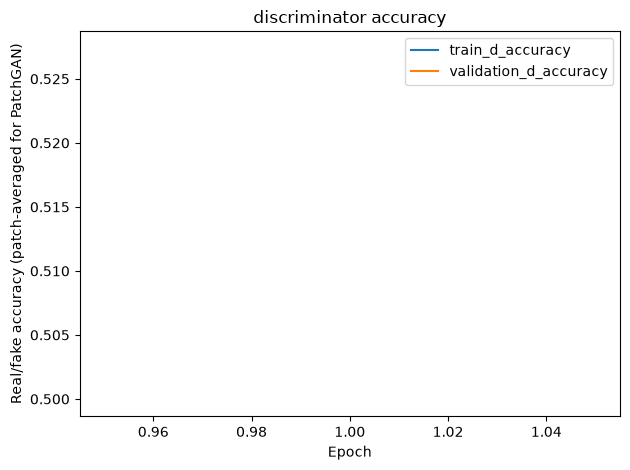 discriminator accuracy
train_d_accuracy
validation_d_accuracy
Real/fake accuracy (patch-averaged for PatchGAN)
0.525
0.520
0.515
0.510
0.505
0.500
0.96 0.98 1.00 1.02 1.04
Epoch